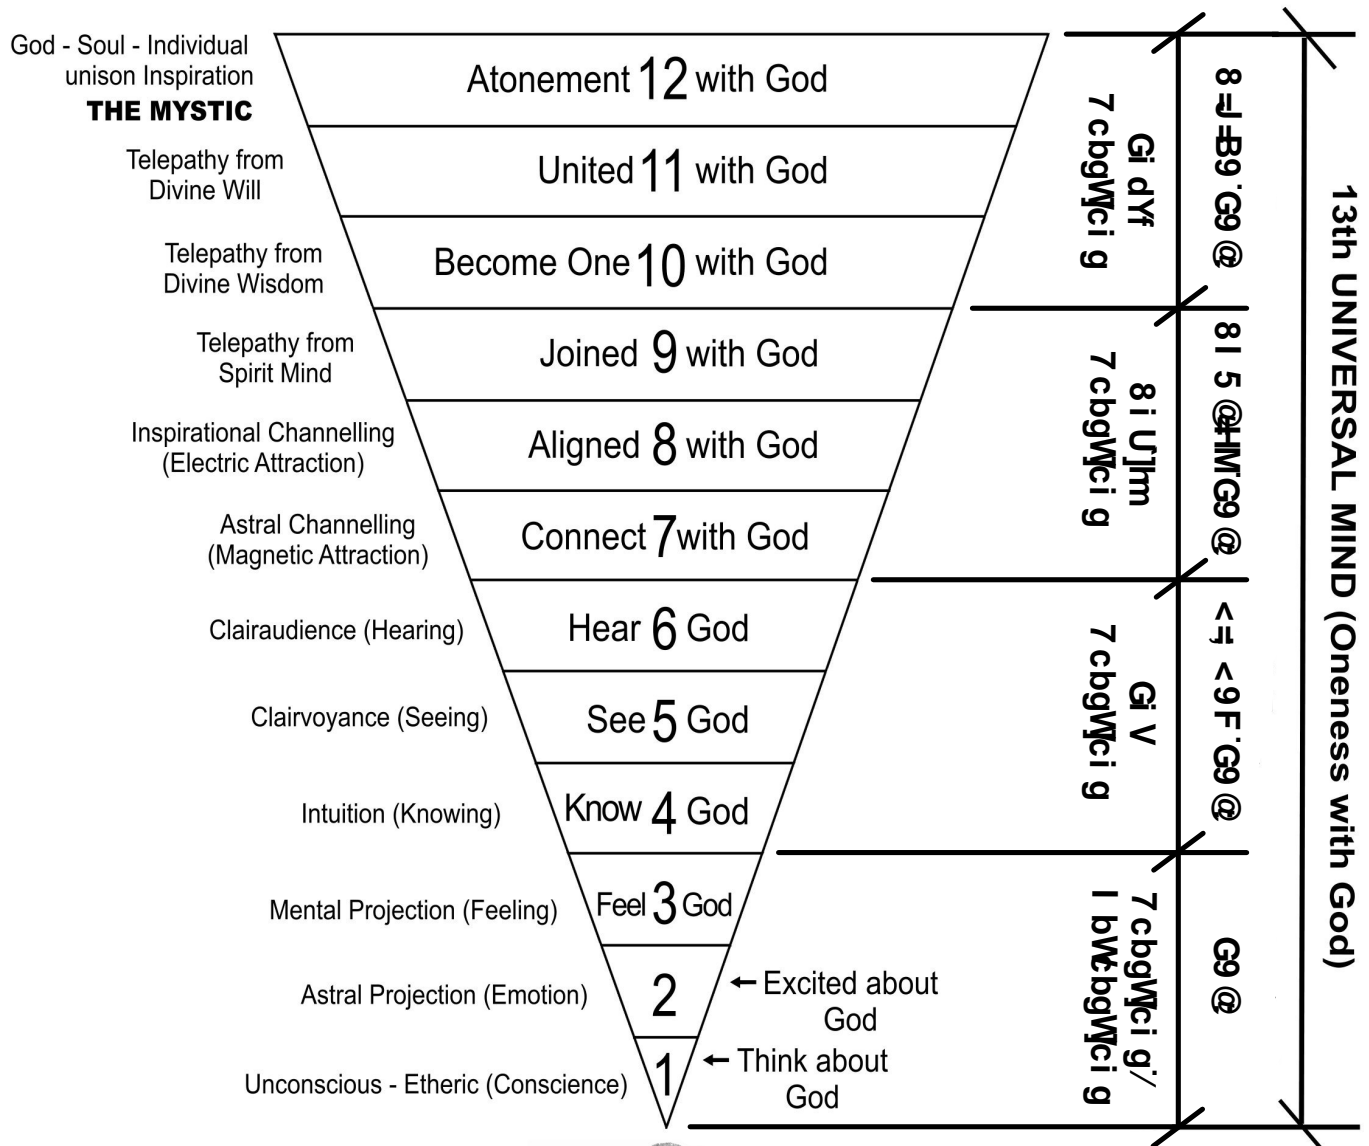 God - Soul - Individual
unison Inspiration
THE MYSTIC
Atonement 12 with God
Telepathy from
Divine Will
United 11 with God
Telepathy from
Divine Wisdom
Become One 10 with God
Telepathy from
Spirit Mind
Joined 9 with God
Inspirational Channelling
(Electric Attraction)
Aligned 8 with God
Astral Channelling
(Magnetic Attraction)
Connect 7 with God
Clairaudience (Hearing)
Hear 6 God
Clairvoyance (Seeing)
See 5 God
Intuition (Knowing)
Know 4 God
Mental Projection (Feeling)
Feel 3 God
Astral Projection (Emotion)
2
Excited about
God
Unconscious - Etheric (Conscience)
1
Think about
God
Gi dYf
Gi V
13th UNIVERSAL MIND (Oneness with God)